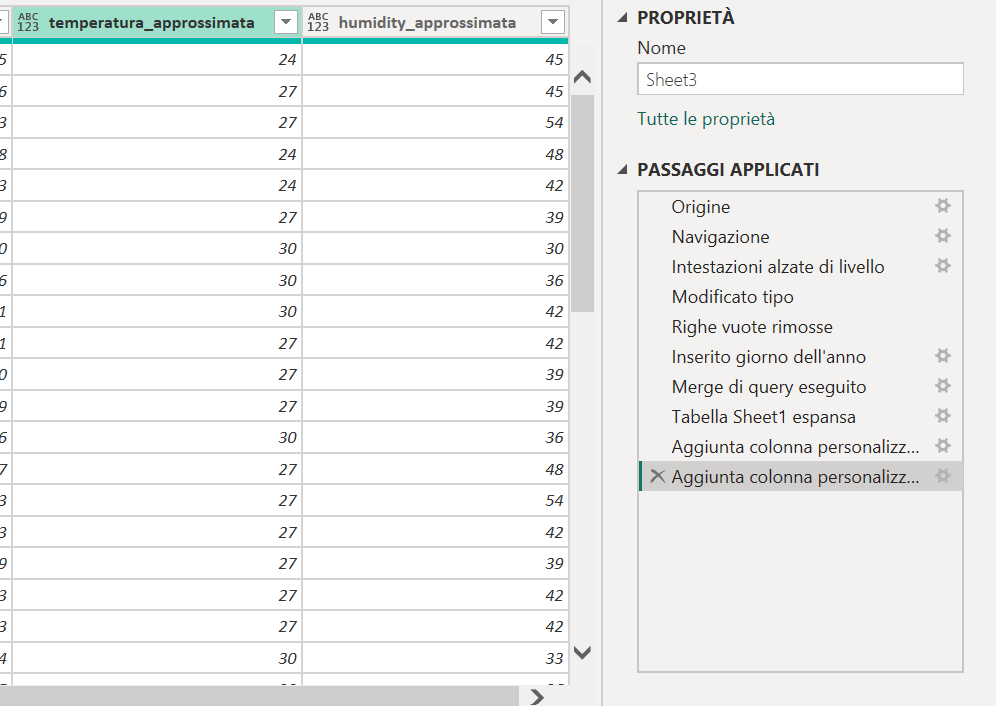 ABC 123 temperatura_approssimata ABC 123 humidity_approssimata
5 24 45
6 27 45
3 27 54
8 24 48
3 24 42
9 27 39
0 30 30
6 30 36
1 30 42
1 27 42
0 27 39
9 27 39
6 30 36
7 27 48
3 27 54
3 27 42
9 27 39
3 27 42
3 27 42
4 30 33
PROPRIETÀ
Nome
Sheet3
Tutte le proprietà
PASSAGGI APPLICATI
Origine
Navigazione
Intestazioni alzate di livello
Modificato tipo
Righe vuote rimosse
Inserito giorno dell'anno
Merge di query eseguito
Tabella Sheet1 espansa
Aggiunta colonna personalizz...
Aggiunta colonna personalizz...